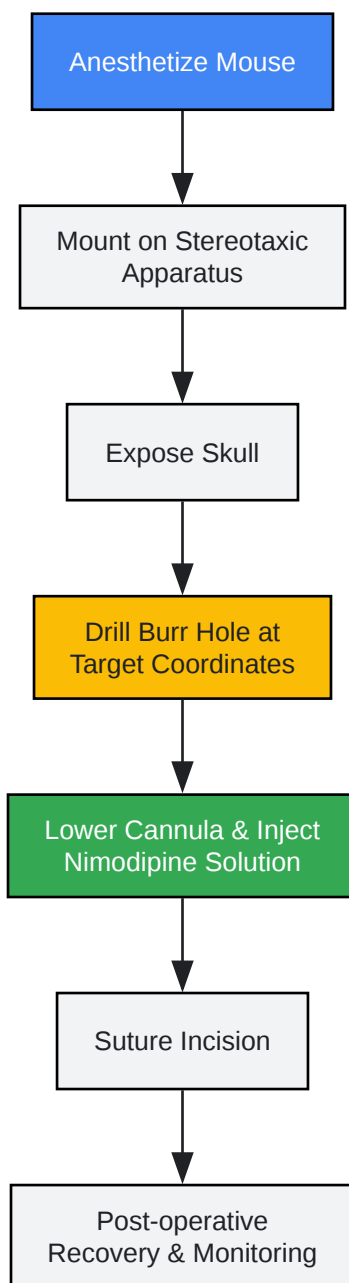 Anesthetize Mouse
Mount on Stereotaxic
Apparatus
Expose Skull
Drill Burr Hole at
Target Coordinates
Lower Cannula & Inject
Nimodipine Solution
Suture Incision
Post-operative
Recovery & Monitoring